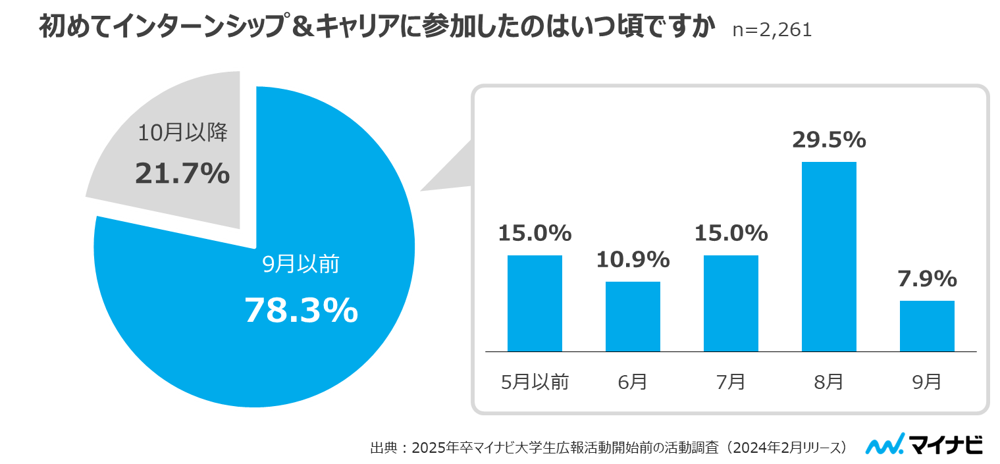 初めてインターンシップ&キャリアに参加したのはいつ頃ですか n=2,261
10月以降
21.7%
9月以前
78.3%
15.0%
10.9%
15.0%
29.5%
7.9%
5月以前
6月
7月
8月
9月
出典:2025年卒マイナビ大学生広報活動開始前の活動調査(2024年2月リリース)
マイナビ